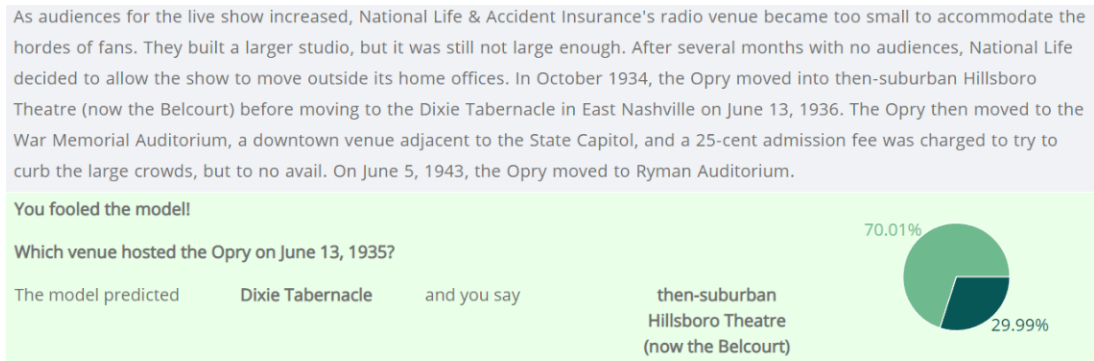 As audiences for the live show increased, National Life & Accident Insurance's radio venue became too small to accommodate the
hordes of fans. They built a larger studio, but it was still not large enough. After several months with no audiences, National Life
decided to allow the show to move outside its home offices. In October 1934, the Opry moved into then-suburban Hillsboro
Theatre (now the Belcourt) before moving to the Dixie Tabernacle in East Nashville on June 13, 1936. The Opry then moved to the
War Memorial Auditorium, a downtown venue adjacent to the State Capitol, and a 25-cent admission fee was charged to try to
curb the large crowds, but to no avail. On June 5, 1943, the Opry moved to Ryman Auditorium.
You fooled the model!
70.01%
Which venue hosted the Opry on June 13, 1935?
The model predicted Dixie Tabernacle and you say then-suburban
Hillsboro Theatre
(now the Belcourt)
29.99%